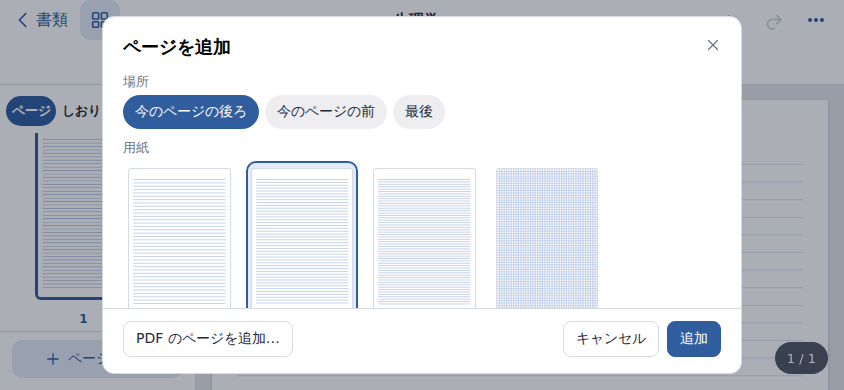 書類
ページを追加
場所
ページ
しおり
今のページの後ろ
今のページの前
最後
用紙
1
PDF のページを追加...
キャンセル
追加
1 / 1